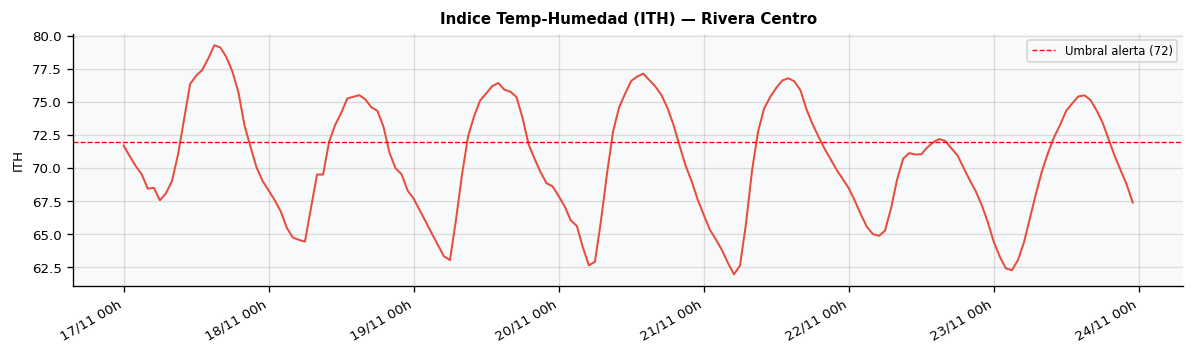 Indice Temp-Humedad (ITH) — Rivera Centro
Umbral alerta (72)
ITH
80.0
77.5
75.0
72.5
70.0
67.5
65.0
62.5
17/11 00h
18/11 00h
19/11 00h
20/11 00h
21/11 00h
22/11 00h
23/11 00h
24/11 00h